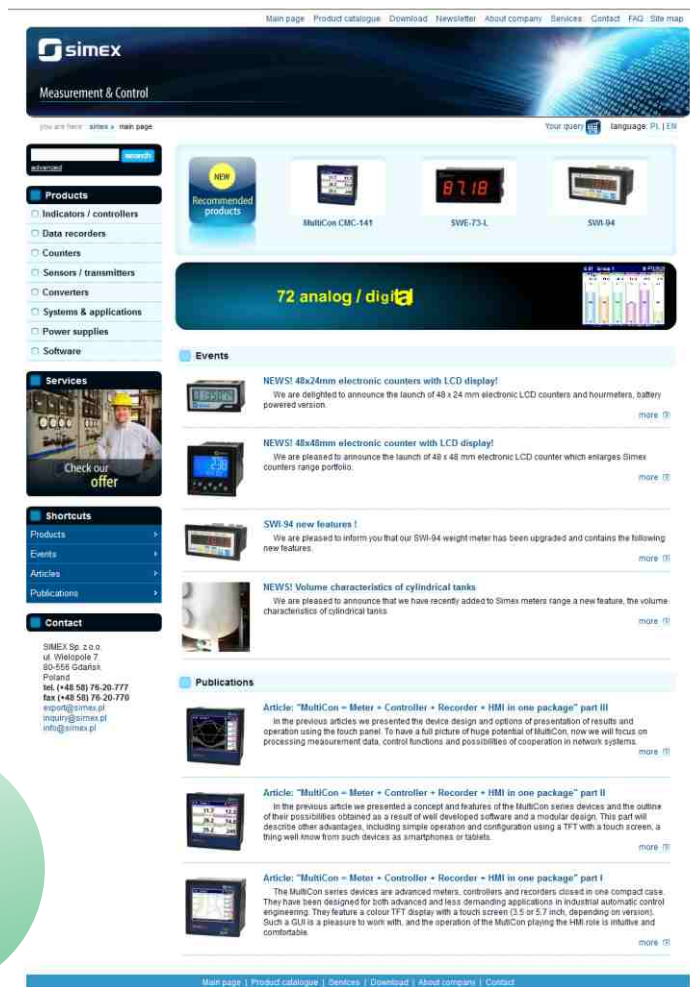 Main page Product catalogue Download Newsletter About company Services Contact FAQ Site map
simex
Measurement & Control
you are here: simex » main page
Your query language: PL | EN
search
advanced
NEW
Recommended
products
MultiCon CMC-141
SWE-73-L
SWI-94
Products
Indicators / controllers
Data recorders
Counters
Sensors / transmitters
Converters
Systems & applications
Power supplies
Software
72 analog / digital
Services
Check our
offer
Shortcuts
Products
Events
Articles
Publications
Contact
SIMEX Sp. z o.o.
ul. Wielopole 7
80-556 Gdańsk
Poland
tel. (+48 58) 76-20-777
fax (+48 58) 76-20-770
export@simex.pl
inquiry@simex.pl
info@simex.pl
Events
NEWS! 48x24mm electronic counters with LCD display!
We are delighted to announce the launch of 48 x 24 mm electronic LCD counters and hourmeters, battery
powered version.
more
NEWS! 48x48mm electronic counter with LCD display!
We are pleased to announce the launch of 48 x 48 mm electronic LCD counter which enlarges Simex
counters range portfolio.
more
SWI-94 new features !
We are pleased to inform you that our SWI-94 weight meter has been upgraded and contains the following
new features.
more
NEWS! Volume characteristics of cylindrical tanks
We are pleased to announce that we have recently added to Simex meters range a new feature, the volume
characteristics of cylindrical tanks
more
Publications
Article: "MultiCon = Meter + Controller + Recorder + HMI in one package" part III
In the previous articles we presented the device design and options of presentation of results and
operation using the touch panel. To have a full picture of huge potential of MultiCon, now we will focus on
processing measurement data, control functions and possibilities of cooperation in network systems.
more
Article: "MultiCon = Meter + Controller + Recorder + HMI in one package" part II
In the previous article we presented a concept and features of the MultiCon series devices and the outline
of their possibilities obtained as a result of well developed software and a modular design. This part will
describe other advantages, including simple operation and configuration using a TFT with a touch screen, a
thing well know from such devices as smartphones or tablets.
more
Article: "MultiCon = Meter + Controller + Recorder + HMI in one package" part I
The MultiCon series devices are advanced meters, controllers and recorders closed in one compact case.
They have been designed for both advanced and less demanding applications in industrial automatic control
engineering. They feature a colour TFT display with a touch screen (3.5 or 5.7 inch, depending on version).
Such a GUI is a pleasure to work with, and the operation of the MultiCon playing the HMI role is intuitive and
comfortable.
more
Main page | Product catalogue | Services | Download | About company | Contact